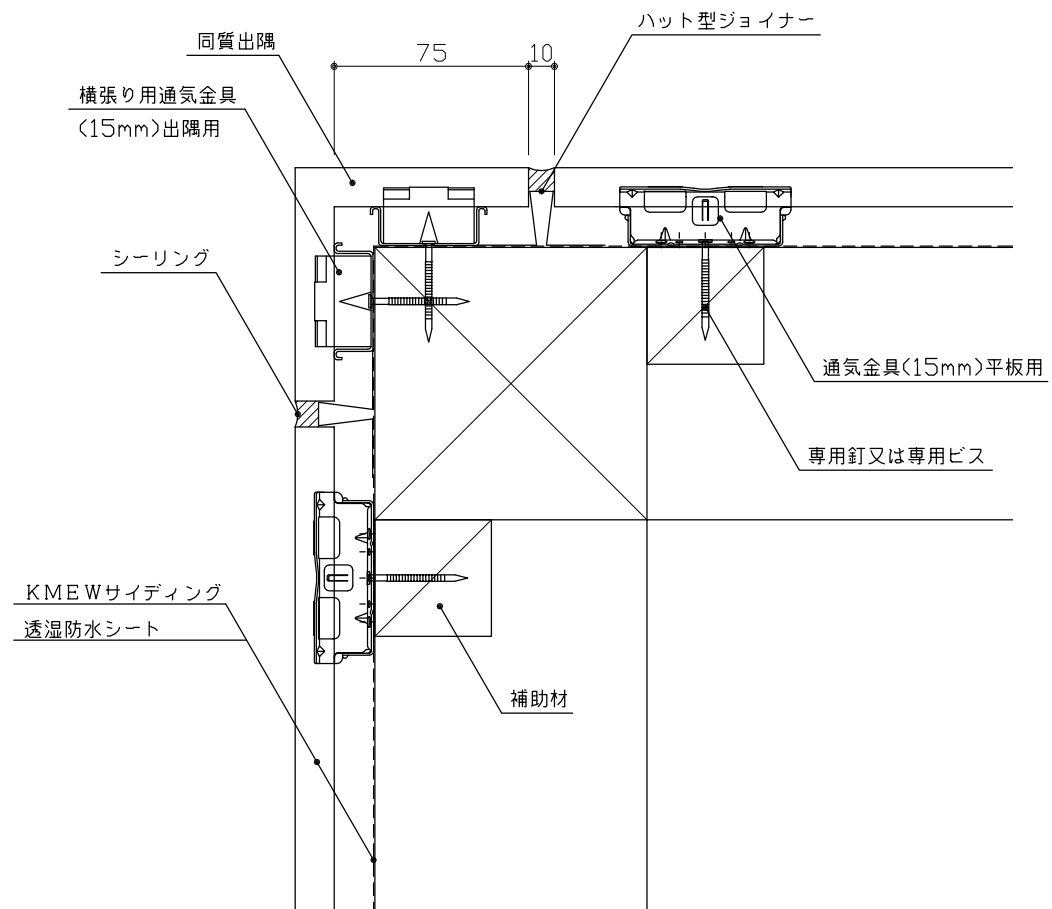 ハット型ジョイナー
同質出隅
75
10
横張り用通気金具
(15mm)出隅用
シーリング
通気金具(15mm)平板用
専用釘又は専用ビス
KMEWサイディング
透湿防水シート
補助材